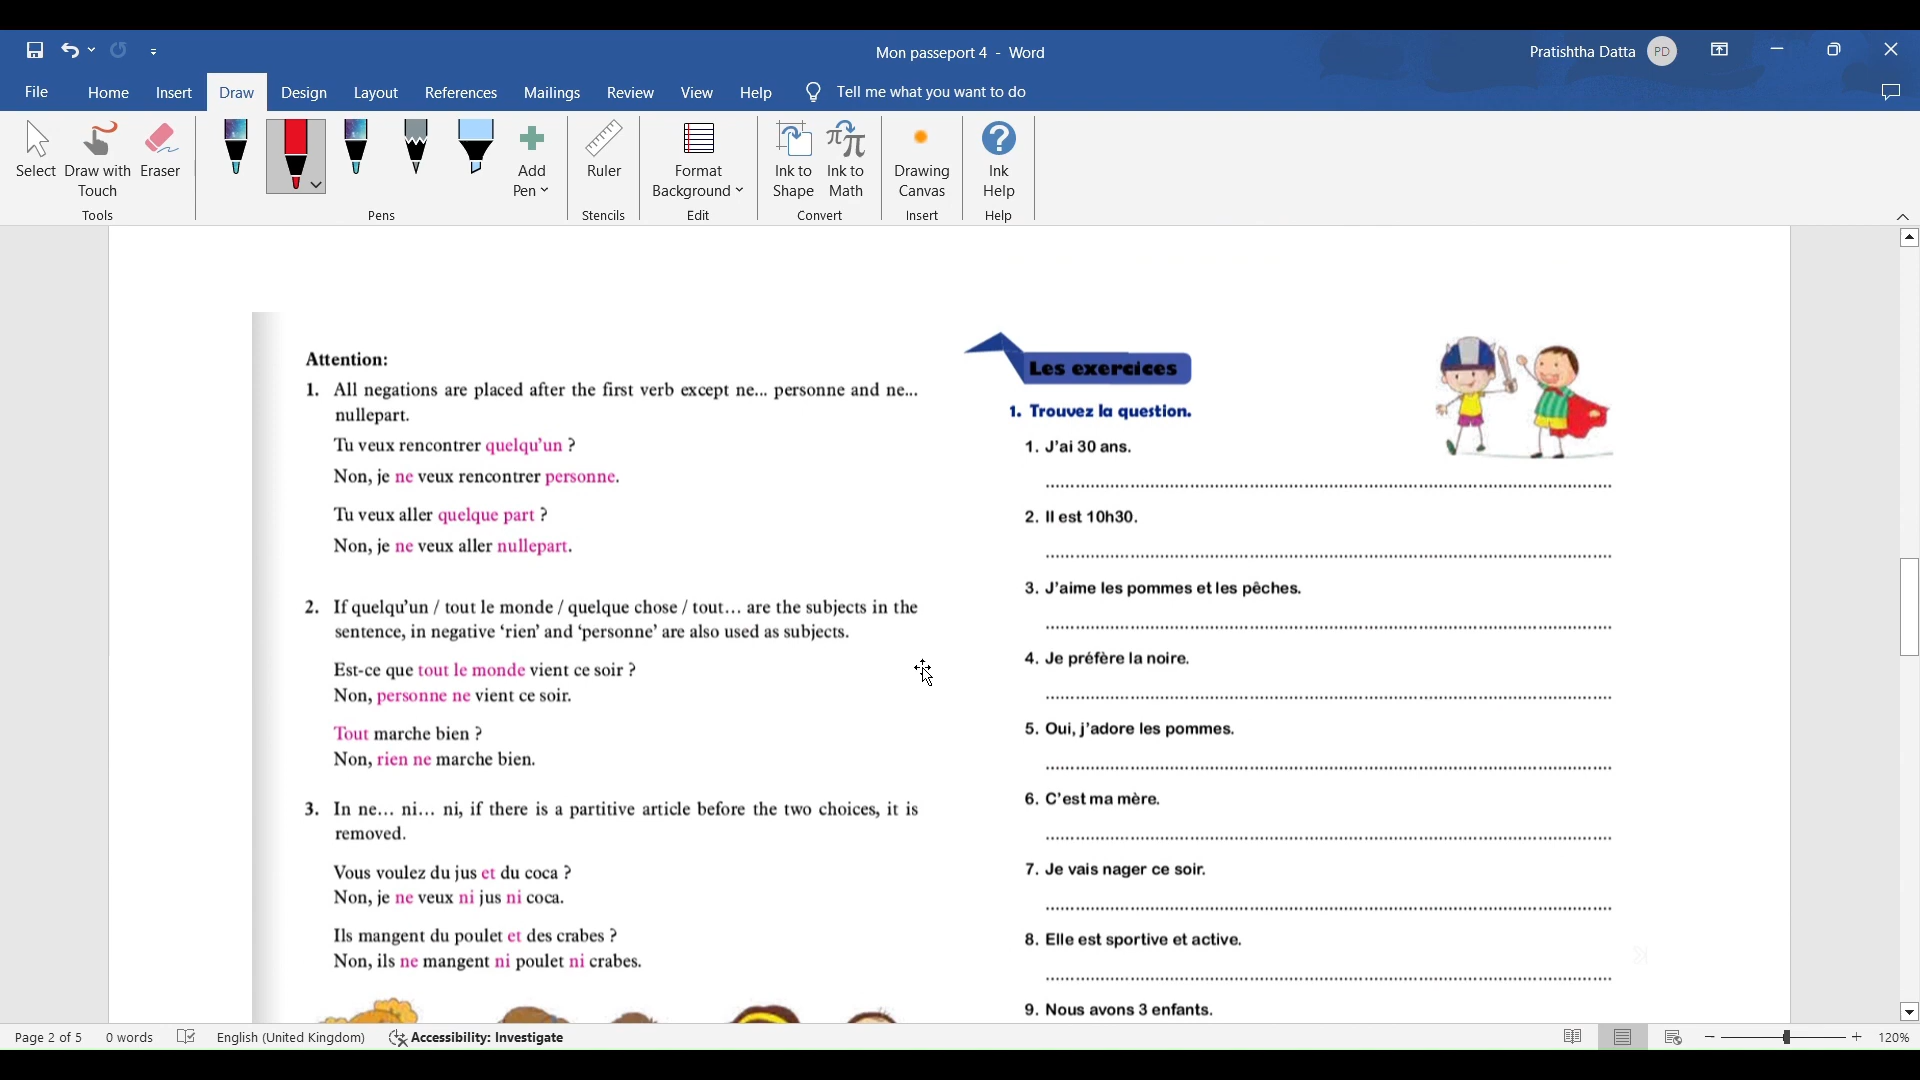 Mon passeport 4 - Word
Pratishtha Datta
PD
File
Home
Insert
Draw
Design
Layout
References
Mailings
Review
View
Help
Tell me what you want to do
Select
Draw with
Touch
Eraser
Tools
Pens
Add
Pen
Ruler
Stencils
Format
Background
Edit
Ink to
Shape
Ink to
Math
Convert
Drawing
Canvas
Insert
Ink
Help
Help
Attention:
1. All negations are placed after the first verb except ne... personne and ne...
nullepart.
Tu veux rencontrer quelqu'un ?
Non, je ne veux rencontrer personne.
Tu veux aller quelque part ?
Non, je ne veux aller nullepart.
2. If quelqu'un / tout le monde / quelque chose / tout... are the subjects in the
sentence, in negative 'rien' and 'personne' are also used as subjects.
Est-ce que tout le monde vient ce soir ?
Non, personne ne vient ce soir.
Tout marche bien ?
Non, rien ne marche bien.
3. In ne... ni... ni, if there is a partitive article before the two choices, it is
removed.
Vous voulez du jus et du coca ?
Non, je ne veux ni jus ni coca.
Ils mangent du poulet et des crabes ?
Non, ils ne mangent ni poulet ni crabes.
Les exercices
1. Trouvez la question.
1. J'ai 30 ans.
2. Il est 10h30.
3. J'aime les pommes et les pêches.
4. Je préfère la noire.
5. Oui, j'adore les pommes.
6. C'est ma mère.
7. Je vais nager ce soir.
8. Elle est sportive et active.
9. Nous avons 3 enfants.
Page 2 of 5
0 words
English (United Kingdom)
Accessibility: Investigate
120%